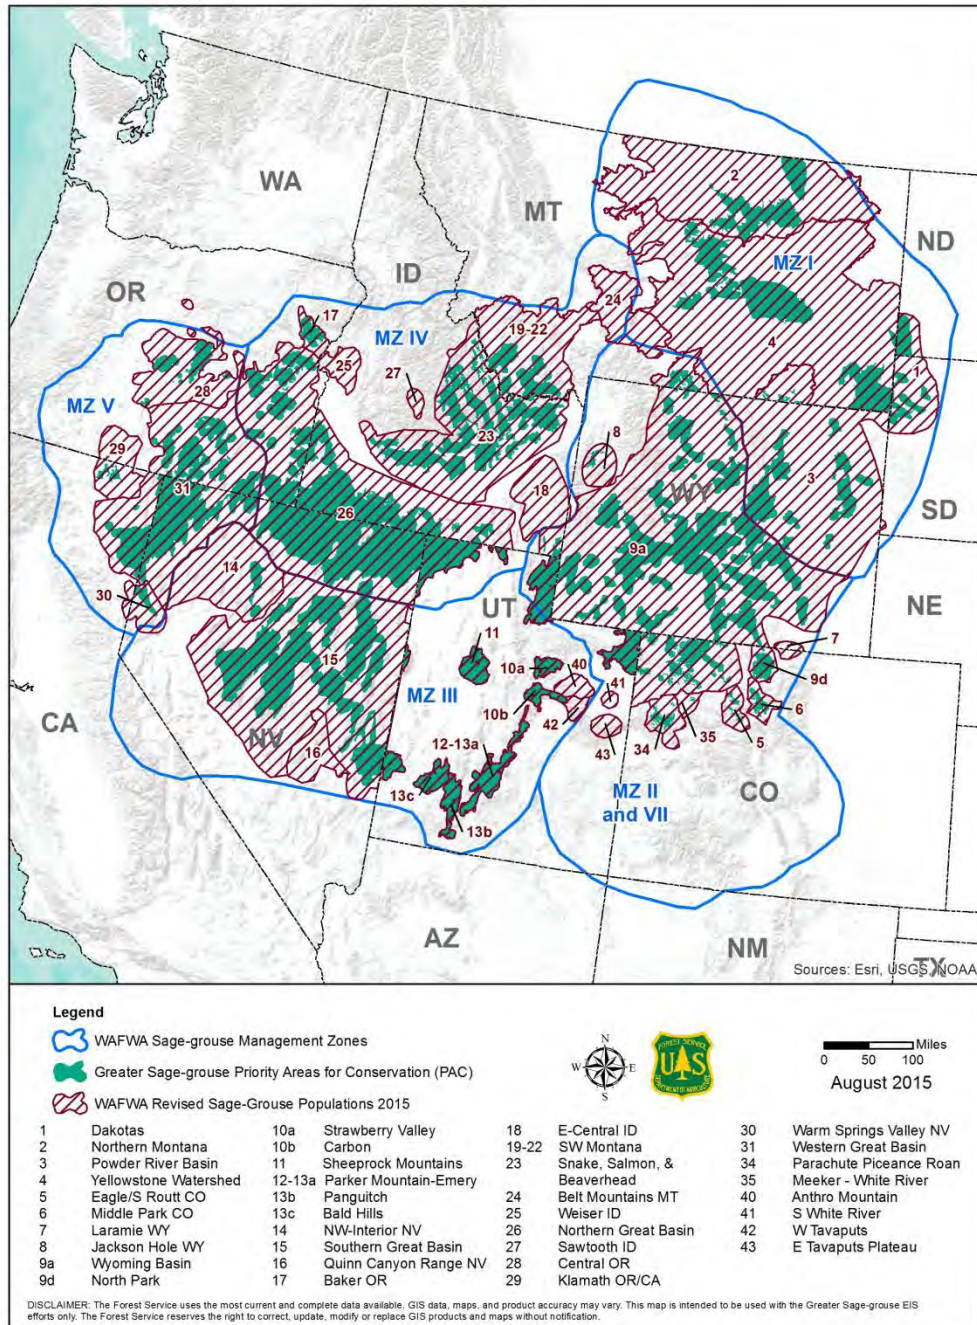 WA
MT
ND
OR
ID
SD
WY
NE
UT
NV
CA
CO
AZ
NM
TX
MZ I
MZ IV
MZ V
MZ III
MZ II
and VII
2
17
24
19-22
25
27
4
1
28
29
23
8
3
18
31
26
9a
14
30
7
11
40
10a
41
9d
15
10b
6
42
5
12-13a
43
34
35
16
13c
13b
Sources: Esri, USGS, NOAA
Legend
WAFWA Sage-grouse Management Zones
Greater Sage-grouse Priority Areas for Conservation (PAC)
WAFWA Revised Sage-Grouse Populations 2015
N
W
E
S
FOREST SERVICE
U S
DEPARTMENT OF AGRICULTURE
Miles
0 50 100
August 2015
1 Dakotas
2 Northern Montana
3 Powder River Basin
4 Yellowstone Watershed
5 Eagle/S Routt CO
6 Middle Park CO
7 Laramie WY
8 Jackson Hole WY
9a Wyoming Basin
9d North Park
10a Strawberry Valley
10b Carbon
11 Sheeprock Mountains
12-13a Parker Mountain-Emery
13b Panguitch
13c Bald Hills
14 NW-Interior NV
15 Southern Great Basin
16 Quinn Canyon Range NV
17 Baker OR
18 E-Central ID
19-22 SW Montana
23 Snake, Salmon, &
Beaverhead
24 Belt Mountains MT
25 Weiser ID
26 Northern Great Basin
27 Sawtooth ID
28 Central OR
29 Klamath OR/CA
30 Warm Springs Valley NV
31 Western Great Basin
34 Parachute Piceance Roan
35 Meeker - White River
40 Anthro Mountain
41 S White River
42 W Tavaputs
43 E Tavaputs Plateau
DISCLAIMER: The Forest Service uses the most current and complete data available. GIS data, maps, and product accuracy may vary. This map is intended to be used with the Greater Sage-grouse EIS
efforts only. The Forest Service reserves the right to correct, update, modify or replace GIS products and maps without notification.